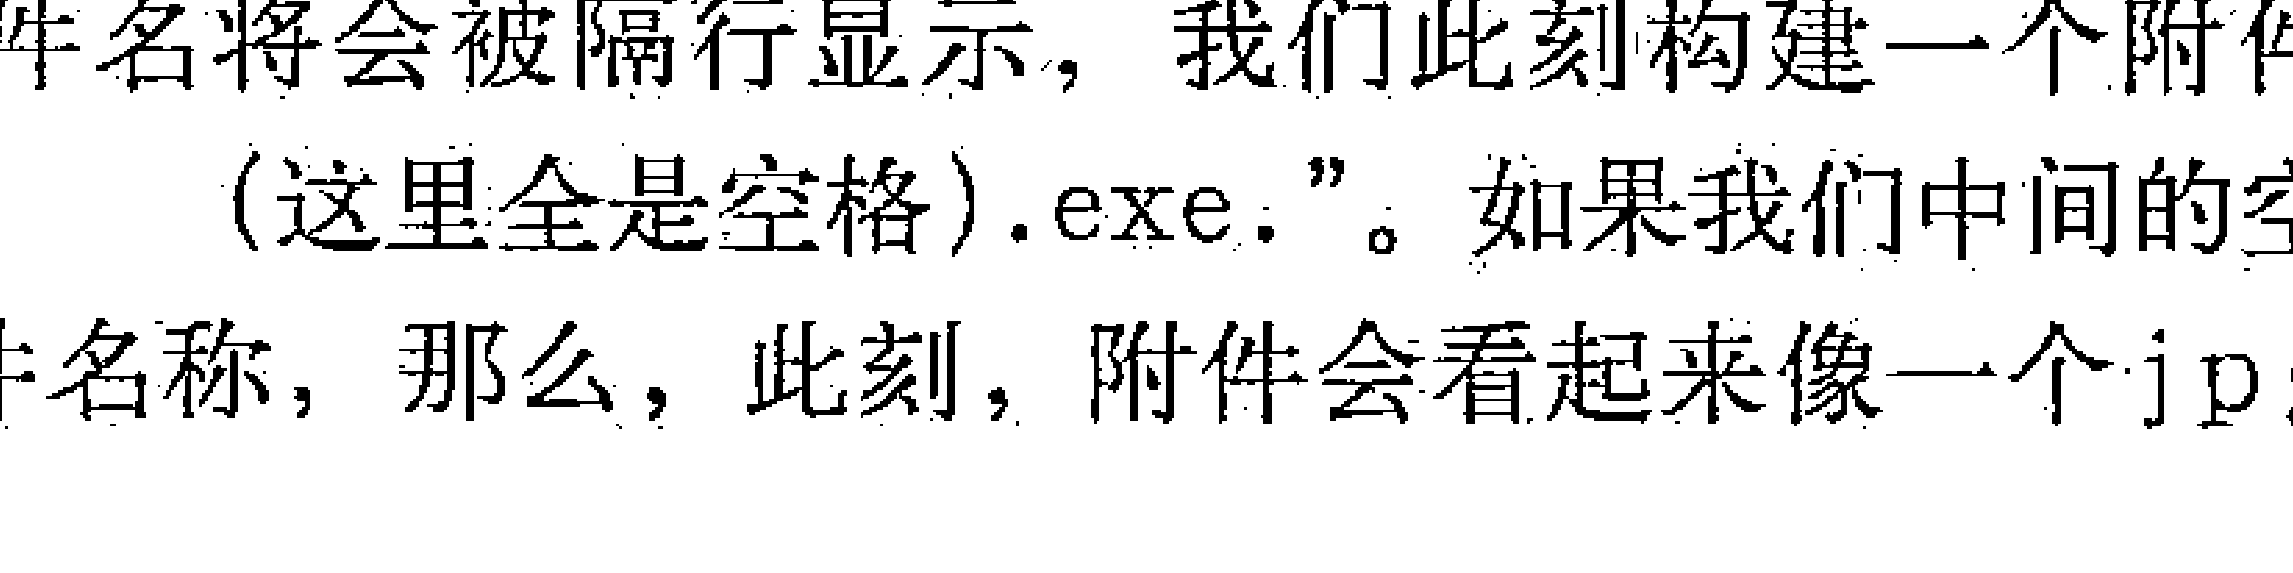 件名将会被隔行显示，我们此刻构建一个附件
(这里全是空格).exe.”。如果我们中间的空
件名称，那么，此刻，附件会看起来像一个jp